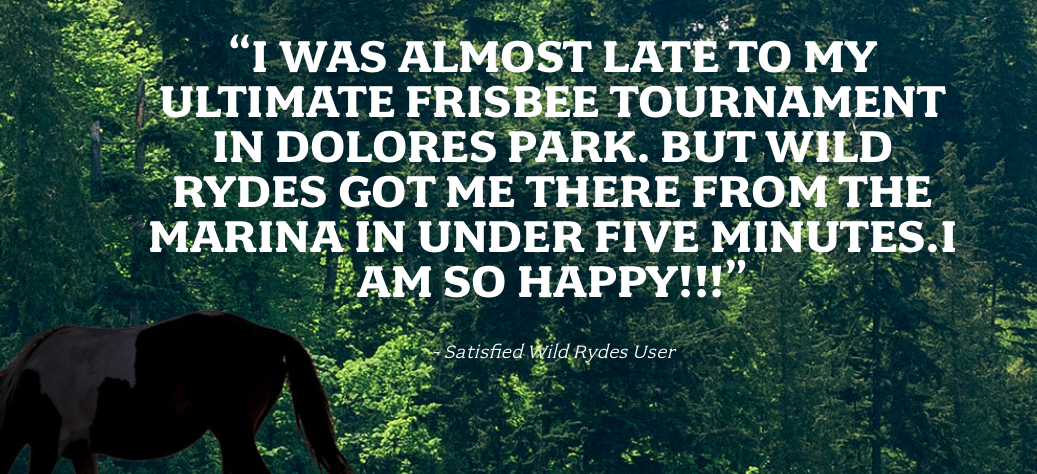 “I WAS ALMOST LATE TO MY
ULTIMATE FRISBEE TOURNAMENT
IN DOLORES PARK. BUT WILD
RYDES GOT ME THERE FROM THE
MARINA IN UNDER FIVE MINUTES.I
AM SO HAPPY!!!”
– Satisfied Wild Rydes User